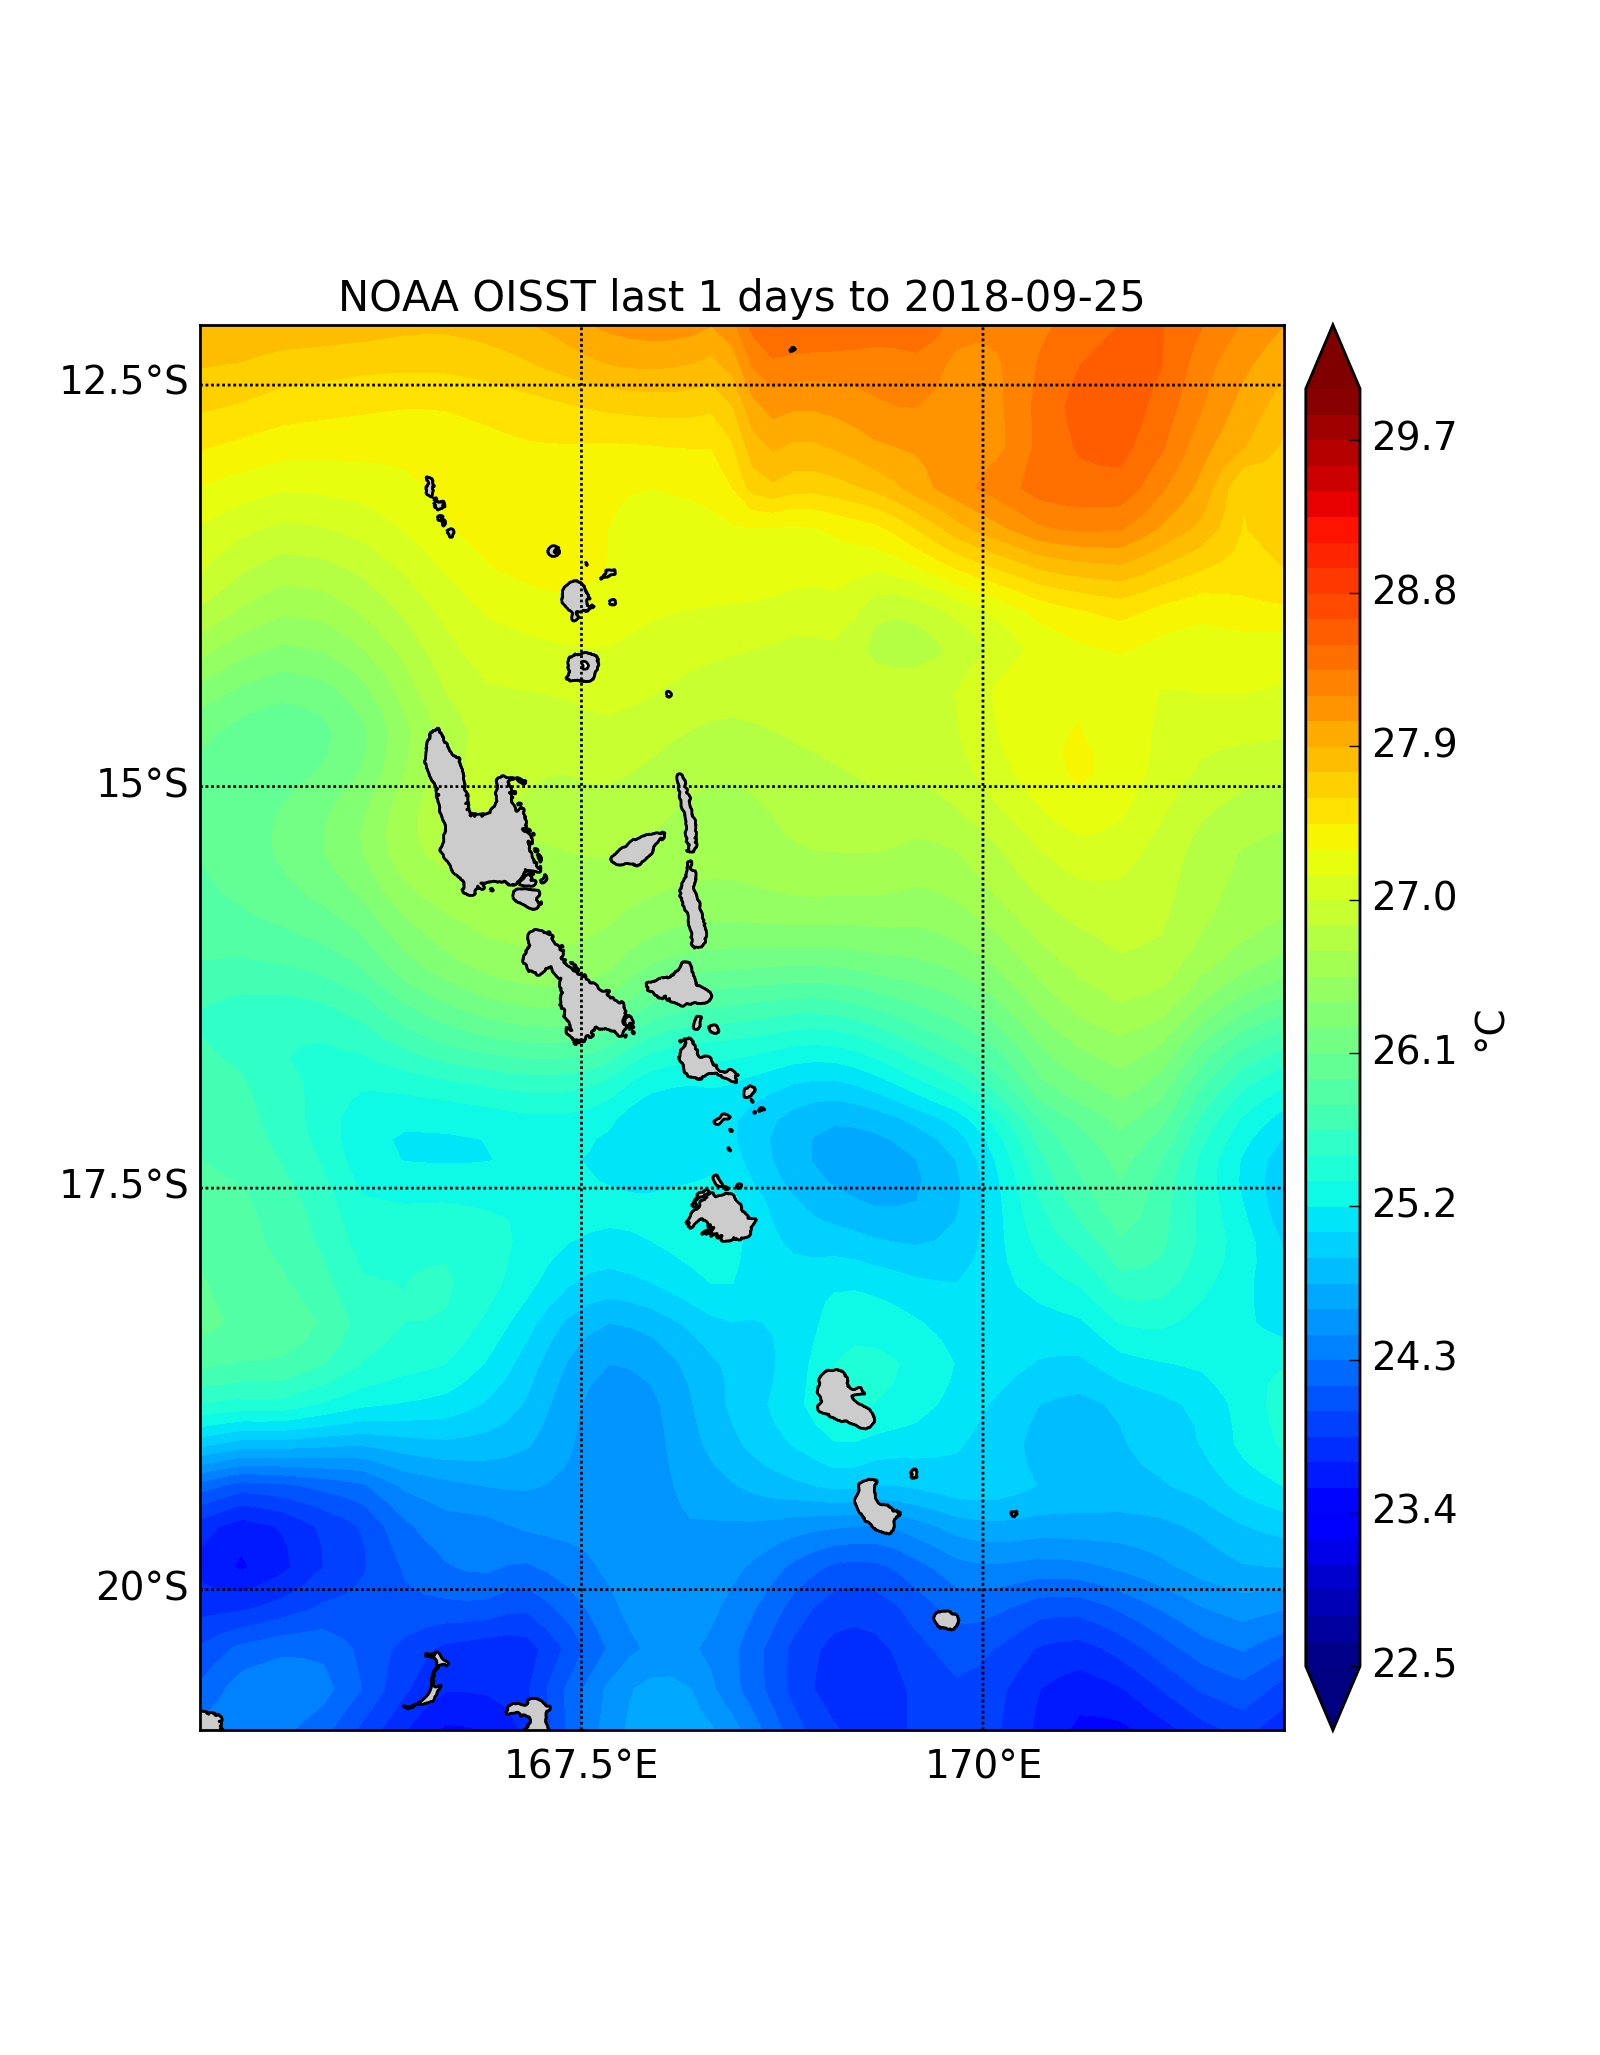 NOAA OISST last 1 days to 2018-09-25
12.5°S
15°S
17.5°S
20°S
167.5°E
170°E
29.7
28.8
27.9
27.0
26.1
25.2
24.3
23.4
22.5
°C